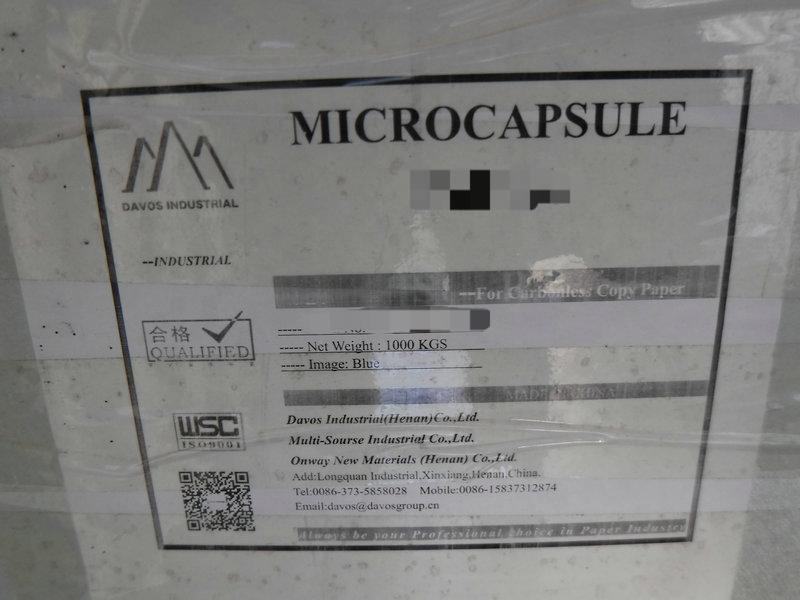 MICROCAPSULE
DAVOS INDUSTRIAL
--INDUSTRIAL
---For Carbonless Copy Paper
合格
QUALIFIED
----- Net Weight : 1000 KGS
----- Image: Blue
MADE IN CHINA
WSC
ISO9001
Davos Industrial(Henan)Co.,Ltd.
Multi-Sourse Industrial Co.,Ltd.
Onway New Materials (Henan) Co.,Ltd.
Add:Longquan Industrial,Xinxiang,Henan,China.
Tel:0086-373-5858028 Mobile:0086-15837312874
Email:davos@davosgroup.cn
Always be your Professional choice in Paper Industry